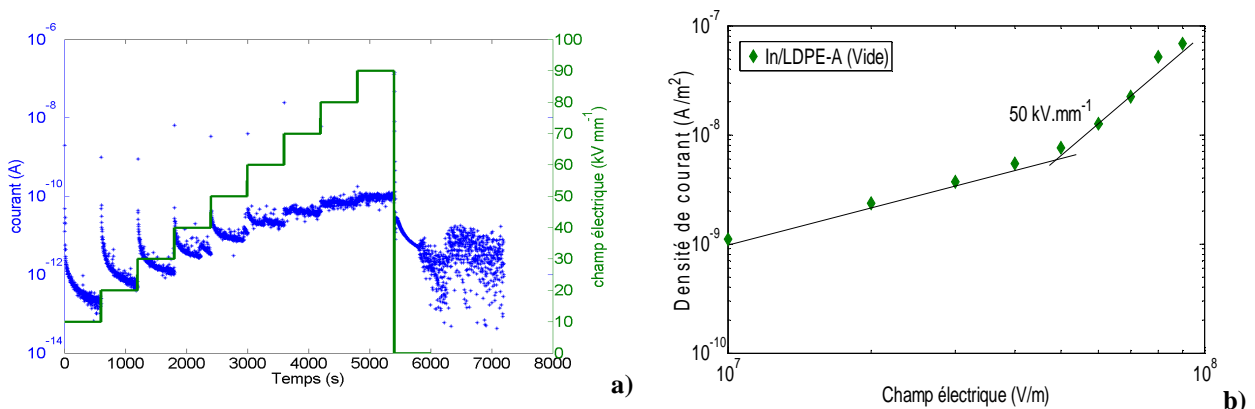 10^-6
10^-8
10^-10
10^-12
10^-14
courant (A)
0 1000 2000 3000 4000 5000 6000 7000 8000
Temps (s)
100
90
80
70
60
50
40
30
20
10
0
champ électrique (kV mm^-1)
a)
10^-7
10^-8
10^-9
10^-10
Densité de courant (A/m^2)
In/LDPE-A (Vide)
50 kV.mm^-1
10^7 10^8
Champ électrique (V/m)
b)